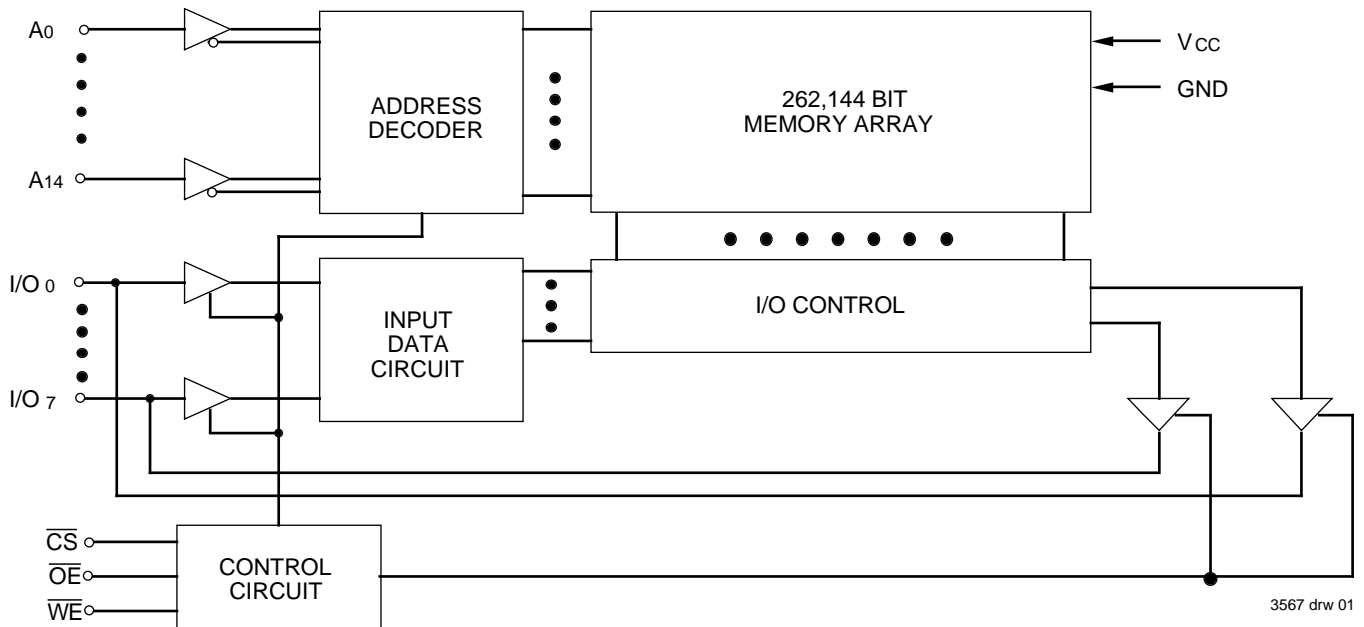 A0
VCC
GND
ADDRESS
DECODER
262,144 BIT
MEMORY ARRAY
A14
I/O 0
INPUT
DATA
CIRCUIT
I/O CONTROL
I/O 7
CS
OE
WE
CONTROL
CIRCUIT
3567 drw 01